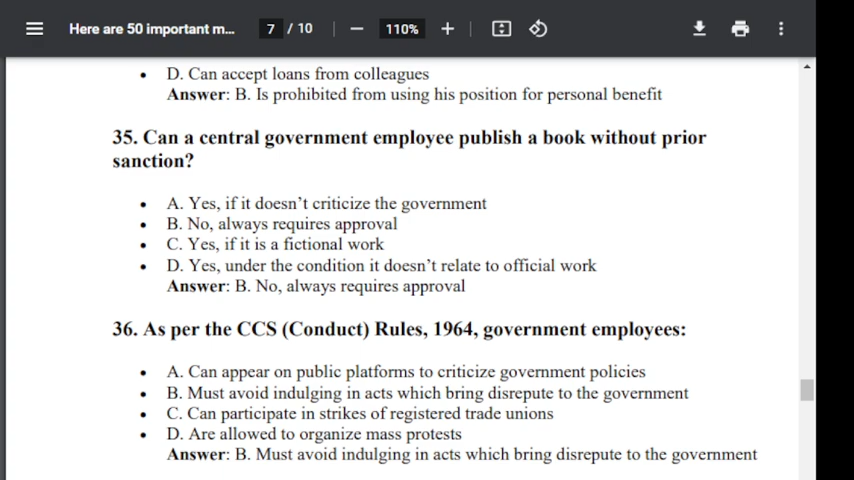 Here are 50 important m... 7 / 10 110%
• D. Can accept loans from colleagues
Answer: B. Is prohibited from using his position for personal benefit
35. Can a central government employee publish a book without prior
sanction?
• A. Yes, if it doesn’t criticize the government
• B. No, always requires approval
• C. Yes, if it is a fictional work
• D. Yes, under the condition it doesn’t relate to official work
Answer: B. No, always requires approval
36. As per the CCS (Conduct) Rules, 1964, government employees:
• A. Can appear on public platforms to criticize government policies
• B. Must avoid indulging in acts which bring disrepute to the government
• C. Can participate in strikes of registered trade unions
• D. Are allowed to organize mass protests
Answer: B. Must avoid indulging in acts which bring disrepute to the government